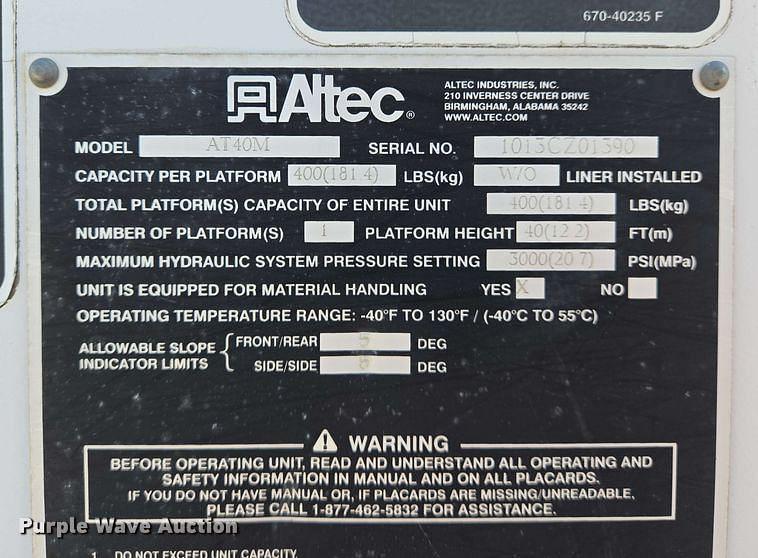 670-40235 F
Altec®
ALTEC INDUSTRIES, INC.
210 INVERNESS CENTER DRIVE
BIRMINGHAM, ALABAMA 35242
WWW.ALTEC.COM
MODEL AT40M SERIAL NO. 1013CZ01390
CAPACITY PER PLATFORM 400(181 4) LBS(kg) W/O LINER INSTALLED
TOTAL PLATFORM(S) CAPACITY OF ENTIRE UNIT 400(181 4) LBS(kg)
NUMBER OF PLATFORM(S) 1 PLATFORM HEIGHT 40(12 2) FT(m)
MAXIMUM HYDRAULIC SYSTEM PRESSURE SETTING 3000(20 7) PSI(MPa)
UNIT IS EQUIPPED FOR MATERIAL HANDLING YES X NO
OPERATING TEMPERATURE RANGE: -40°F TO 130°F / (-40°C TO 55°C)
ALLOWABLE SLOPE INDICATOR LIMITS
FRONT/REAR 5 DEG
SIDE/SIDE 5 DEG
WARNING
BEFORE OPERATING UNIT, READ AND UNDERSTAND ALL OPERATING AND
SAFETY INFORMATION IN MANUAL AND ON ALL PLACARDS.
IF YOU DO NOT HAVE MANUAL OR, IF PLACARDS ARE MISSING/UNREADABLE,
PLEASE CALL 1-877-462-5832 FOR ASSISTANCE.
1. DO NOT EXCEED UNIT CAPACITY.
Purple Wave Auction